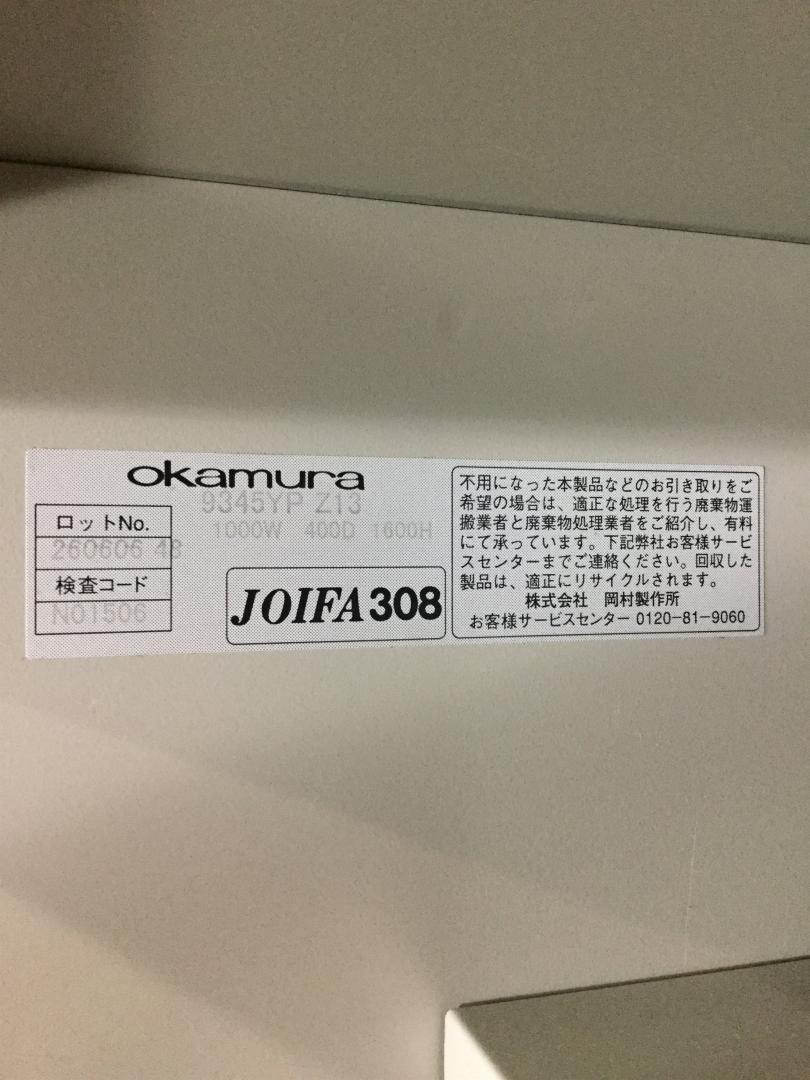 okamura
9345YP Z13
1000W 400D 1600H
ロットNo.
260606 48
検査コード
N01506
JOIFA308
不用になった本製品などのお引き取りをご
希望の場合は、適正な処理を行う廃棄物運
搬業者と廃棄物処理業者をご紹介し、有料
にて承っています。下記弊社お客様サービ
スセンターまでご連絡ください。回収した
製品は、適正にリサイクルされます。
株式会社 岡村製作所
お客様サービスセンター 0120-81-9060